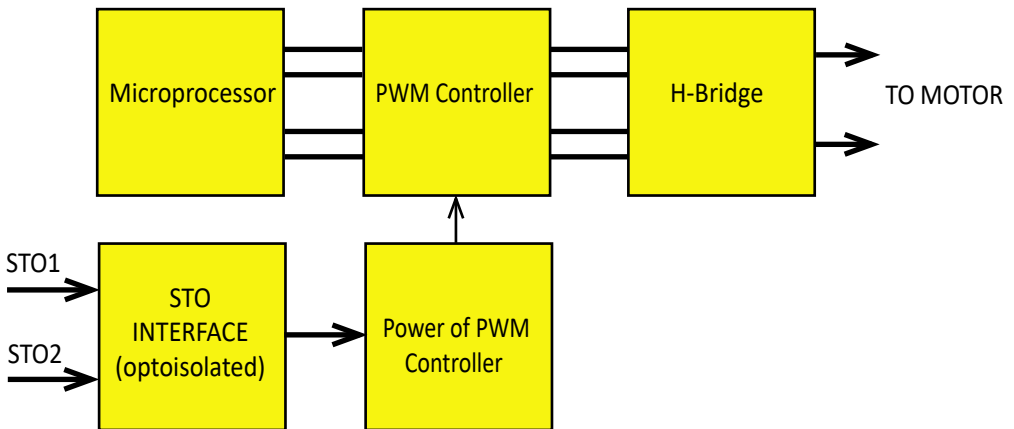 Microprocessor
PWM Controller
H-Bridge
TO MOTOR
STO1
STO2
STO
INTERFACE
(optoisolated)
Power of PWM
Controller